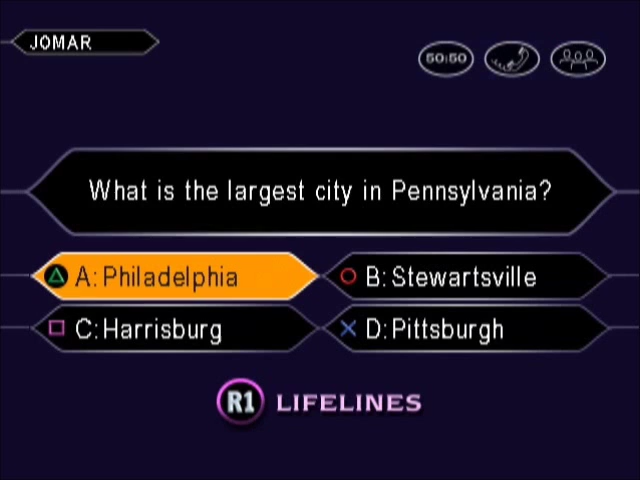 JOMAR
50:50
What is the largest city in Pennsylvania?
A: Philadelphia
B: Stewartsville
C: Harrisburg
D: Pittsburgh
R1 LIFELINES